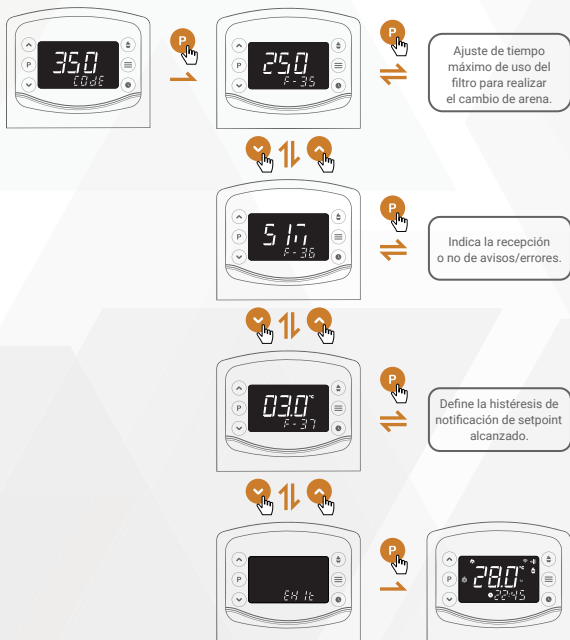 350
CODE
P
P
250
F-35
P
P
Ajuste de tiempo
máximo de uso del
filtro para realizar
el cambio de arena.
SIM
F-36
P
P
Indica la recepción
o no de avisos/errores.
03.0°C
F-37
P
P
Define la histéresis de
notificación de setpoint
alcanzado.
EXIT
P
P
28.0°C
22:45
P